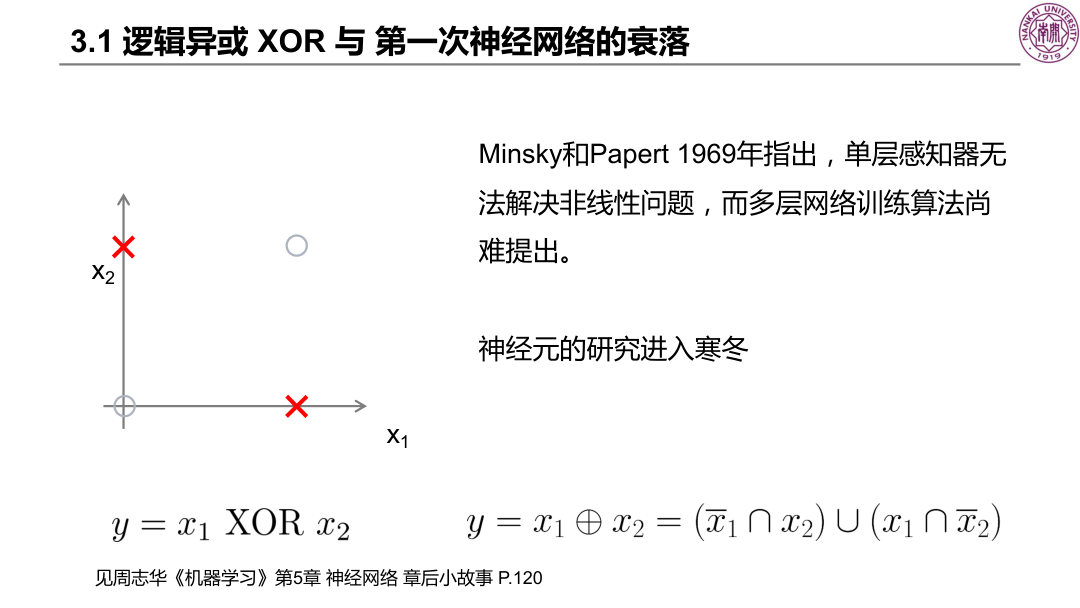 3.1 逻辑异或 XOR 与 第一次神经网络的衰落
NANKAI UNIVERSITY
南開
1919
Minsky和Papert 1969年指出，单层感知器无
法解决非线性问题，而多层网络训练算法尚
难提出。
x₂
神经元的研究进入寒冬
x₁
y = x₁ XOR x₂
y = x₁ ⊕ x₂ = (x̅₁ ∩ x₂) ∪ (x₁ ∩ x̅₂)
见周志华《机器学习》第5章 神经网络 章后小故事 P.120